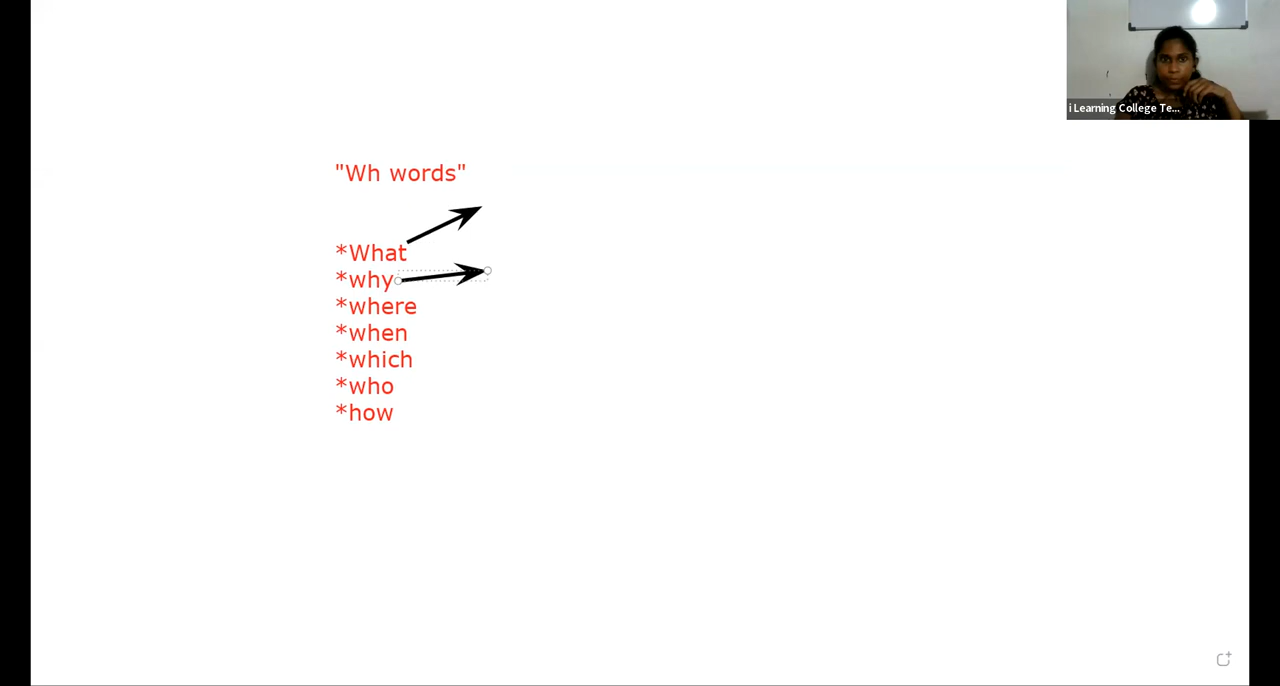 i Learning College Te...
"Wh words"
*What
*why
*where
*when
*which
*who
*how